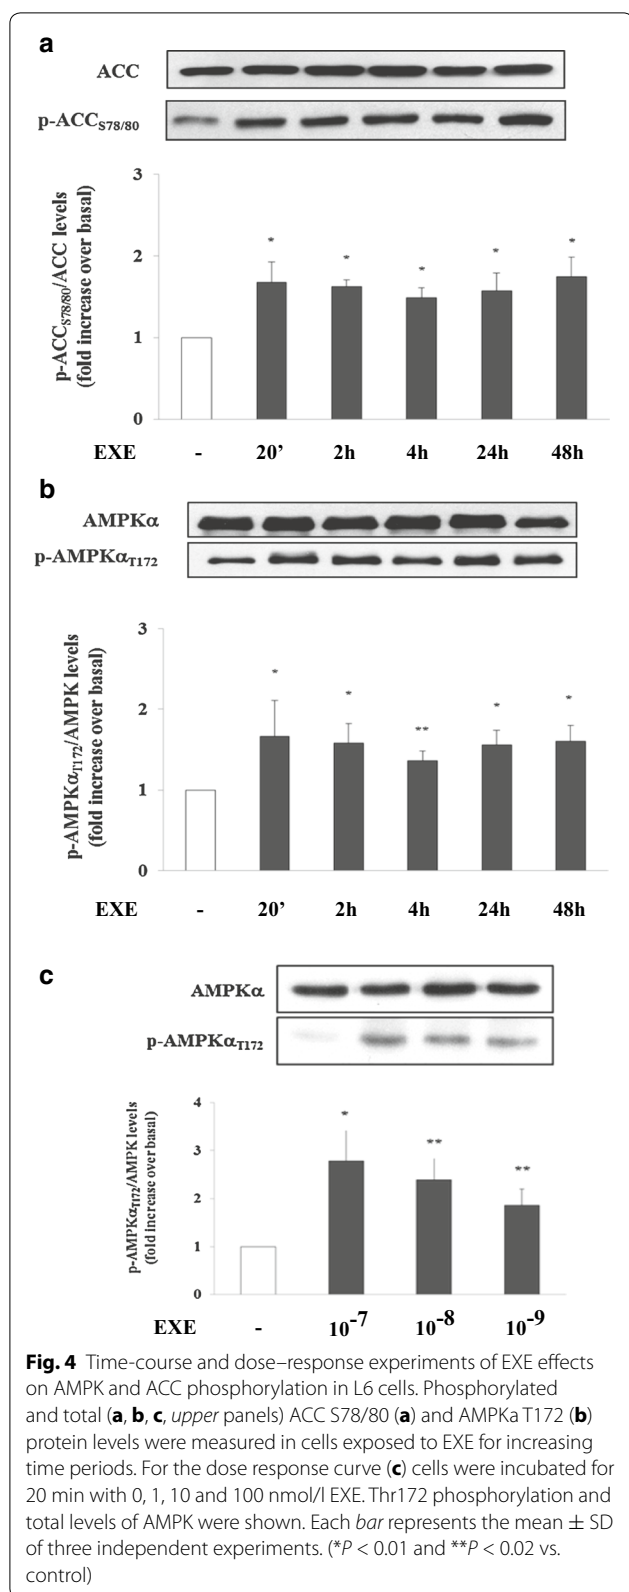 a
ACC
p-ACC_S78/80
p-ACC_S78/80/ACC levels
(fold increase over basal)
3
2
1
0
* * * * *
EXE - 20’ 2h 4h 24h 48h
b
AMPKα
p-AMPKα_T172
p-AMPKα_T172/AMPK levels
(fold increase over basal)
3
2
1
0
* * ** * *
EXE - 20’ 2h 4h 24h 48h
c
AMPKα
p-AMPKα_T172
p-AMPKα_T172/AMPK levels
(fold increase over basal)
4
3
2
1
0
* ** **
EXE - 10^-7 10^-8 10^-9
Fig. 4 Time-course and dose–response experiments of EXE effects
on AMPK and ACC phosphorylation in L6 cells. Phosphorylated
and total (a, b, c, upper panels) ACC S78/80 (a) and AMPKa T172 (b)
protein levels were measured in cells exposed to EXE for increasing
time periods. For the dose response curve (c) cells were incubated for
20 min with 0, 1, 10 and 100 nmol/l EXE. Thr172 phosphorylation and
total levels of AMPK were shown. Each bar represents the mean ± SD
of three independent experiments. (*P < 0.01 and **P < 0.02 vs.
control)